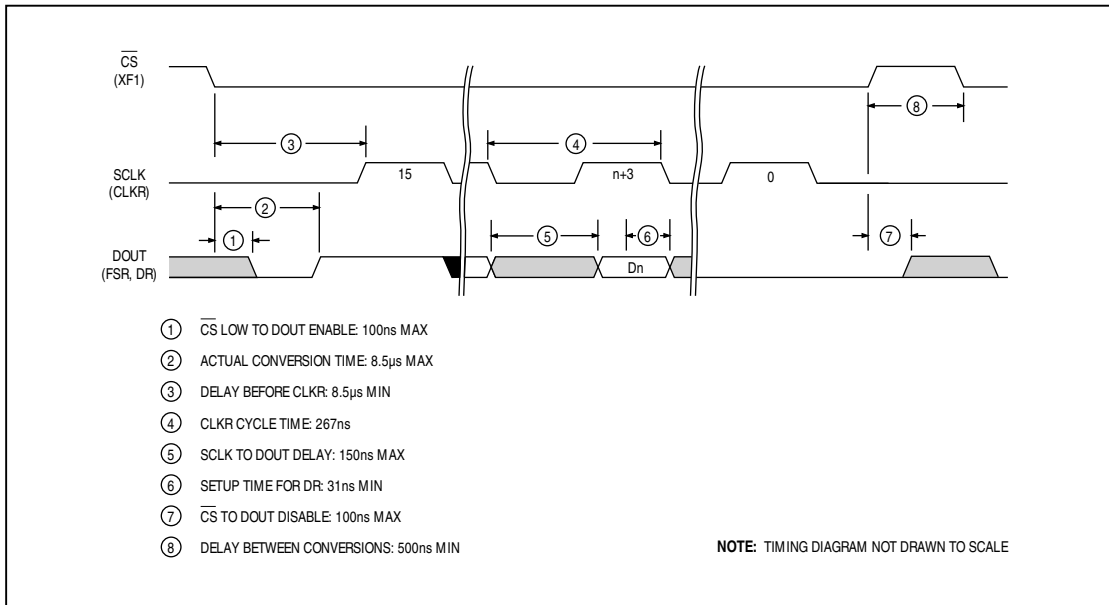 CS
(XF1)
8
3
4
SCLK
(CLKR)
15
n+3
0
2
1
5
6
7
DOUT
(FSR, DR)
Dn
1 CS LOW TO DOUT ENABLE: 100ns MAX
2 ACTUAL CONVERSION TIME: 8.5µs MAX
3 DELAY BEFORE CLKR: 8.5µs MIN
4 CLKR CYCLE TIME: 267ns
5 SCLK TO DOUT DELAY: 150ns MAX
6 SETUP TIME FOR DR: 31ns MIN
7 CS TO DOUT DISABLE: 100ns MAX
8 DELAY BETWEEN CONVERSIONS: 500ns MIN
NOTE: TIMING DIAGRAM NOT DRAWN TO SCALE